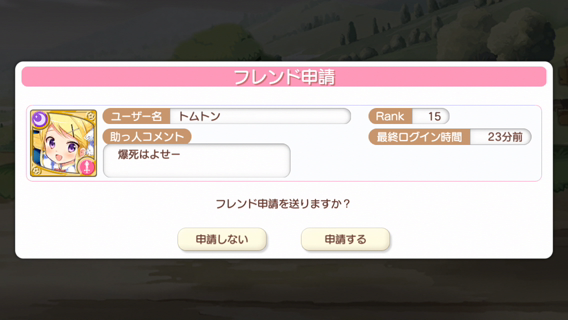 フレンド申請
ユーザー名 トムトン Rank 15
助っ人コメント 最終ログイン時間 23分前
爆死はよせー
フレンド申請を送りますか？
申請しない 申請する